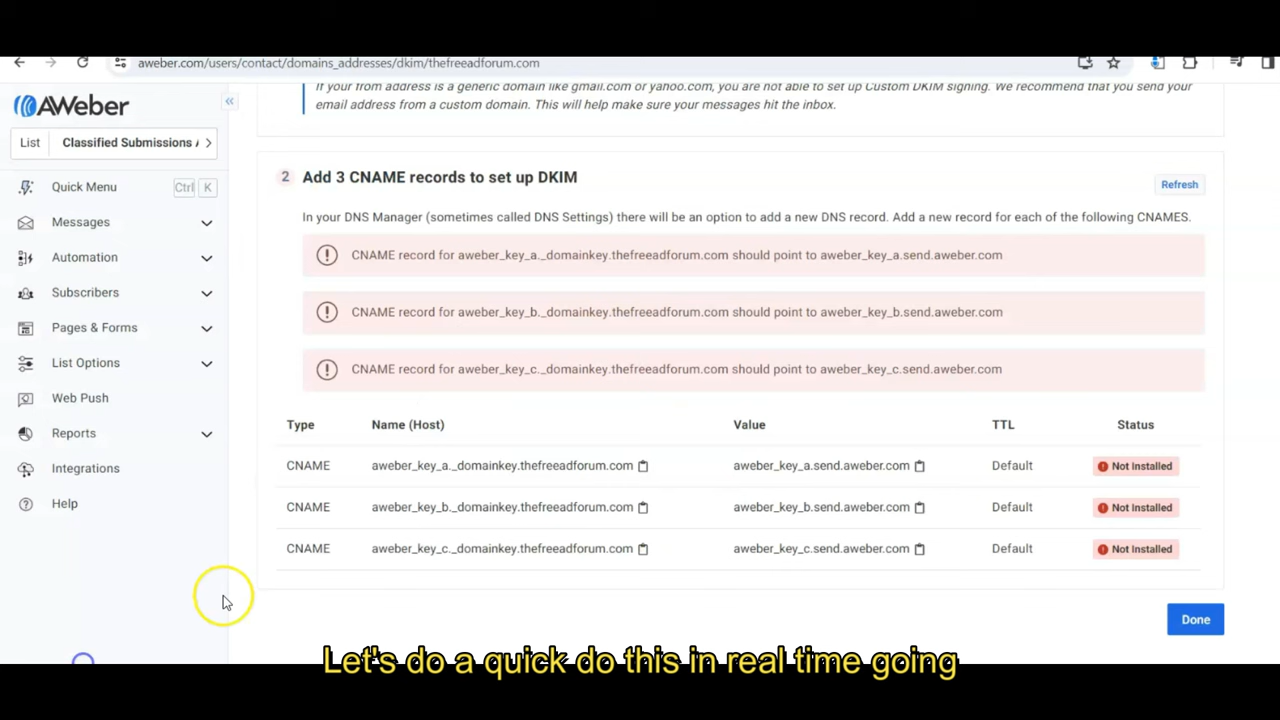 aweber.com/users/contact/domains_addresses/dkim/thefreeadforum.com
If your from address is a generic domain like gmail.com or yahoo.com, you are not able to set up Custom DKIM signing. We recommend that you send your
email address from a custom domain. This will help make sure your messages hit the inbox.
AWeber
List Classified Submissions
Quick Menu Ctrl K
Messages
Automation
Subscribers
Pages & Forms
List Options
Web Push
Reports
Integrations
Help
2 Add 3 CNAME records to set up DKIM
Refresh
In your DNS Manager (sometimes called DNS Settings) there will be an option to add a new DNS record. Add a new record for each of the following CNAMES.
CNAME record for aweber_key_a._domainkey.thefreeadforum.com should point to aweber_key_a.send.aweber.com
CNAME record for aweber_key_b._domainkey.thefreeadforum.com should point to aweber_key_b.send.aweber.com
CNAME record for aweber_key_c._domainkey.thefreeadforum.com should point to aweber_key_c.send.aweber.com
Type Name (Host) Value TTL Status
CNAME aweber_key_a._domainkey.thefreeadforum.com aweber_key_a.send.aweber.com Default Not Installed
CNAME aweber_key_b._domainkey.thefreeadforum.com aweber_key_b.send.aweber.com Default Not Installed
CNAME aweber_key_c._domainkey.thefreeadforum.com aweber_key_c.send.aweber.com Default Not Installed
Done
Let's do a quick do this in real time going